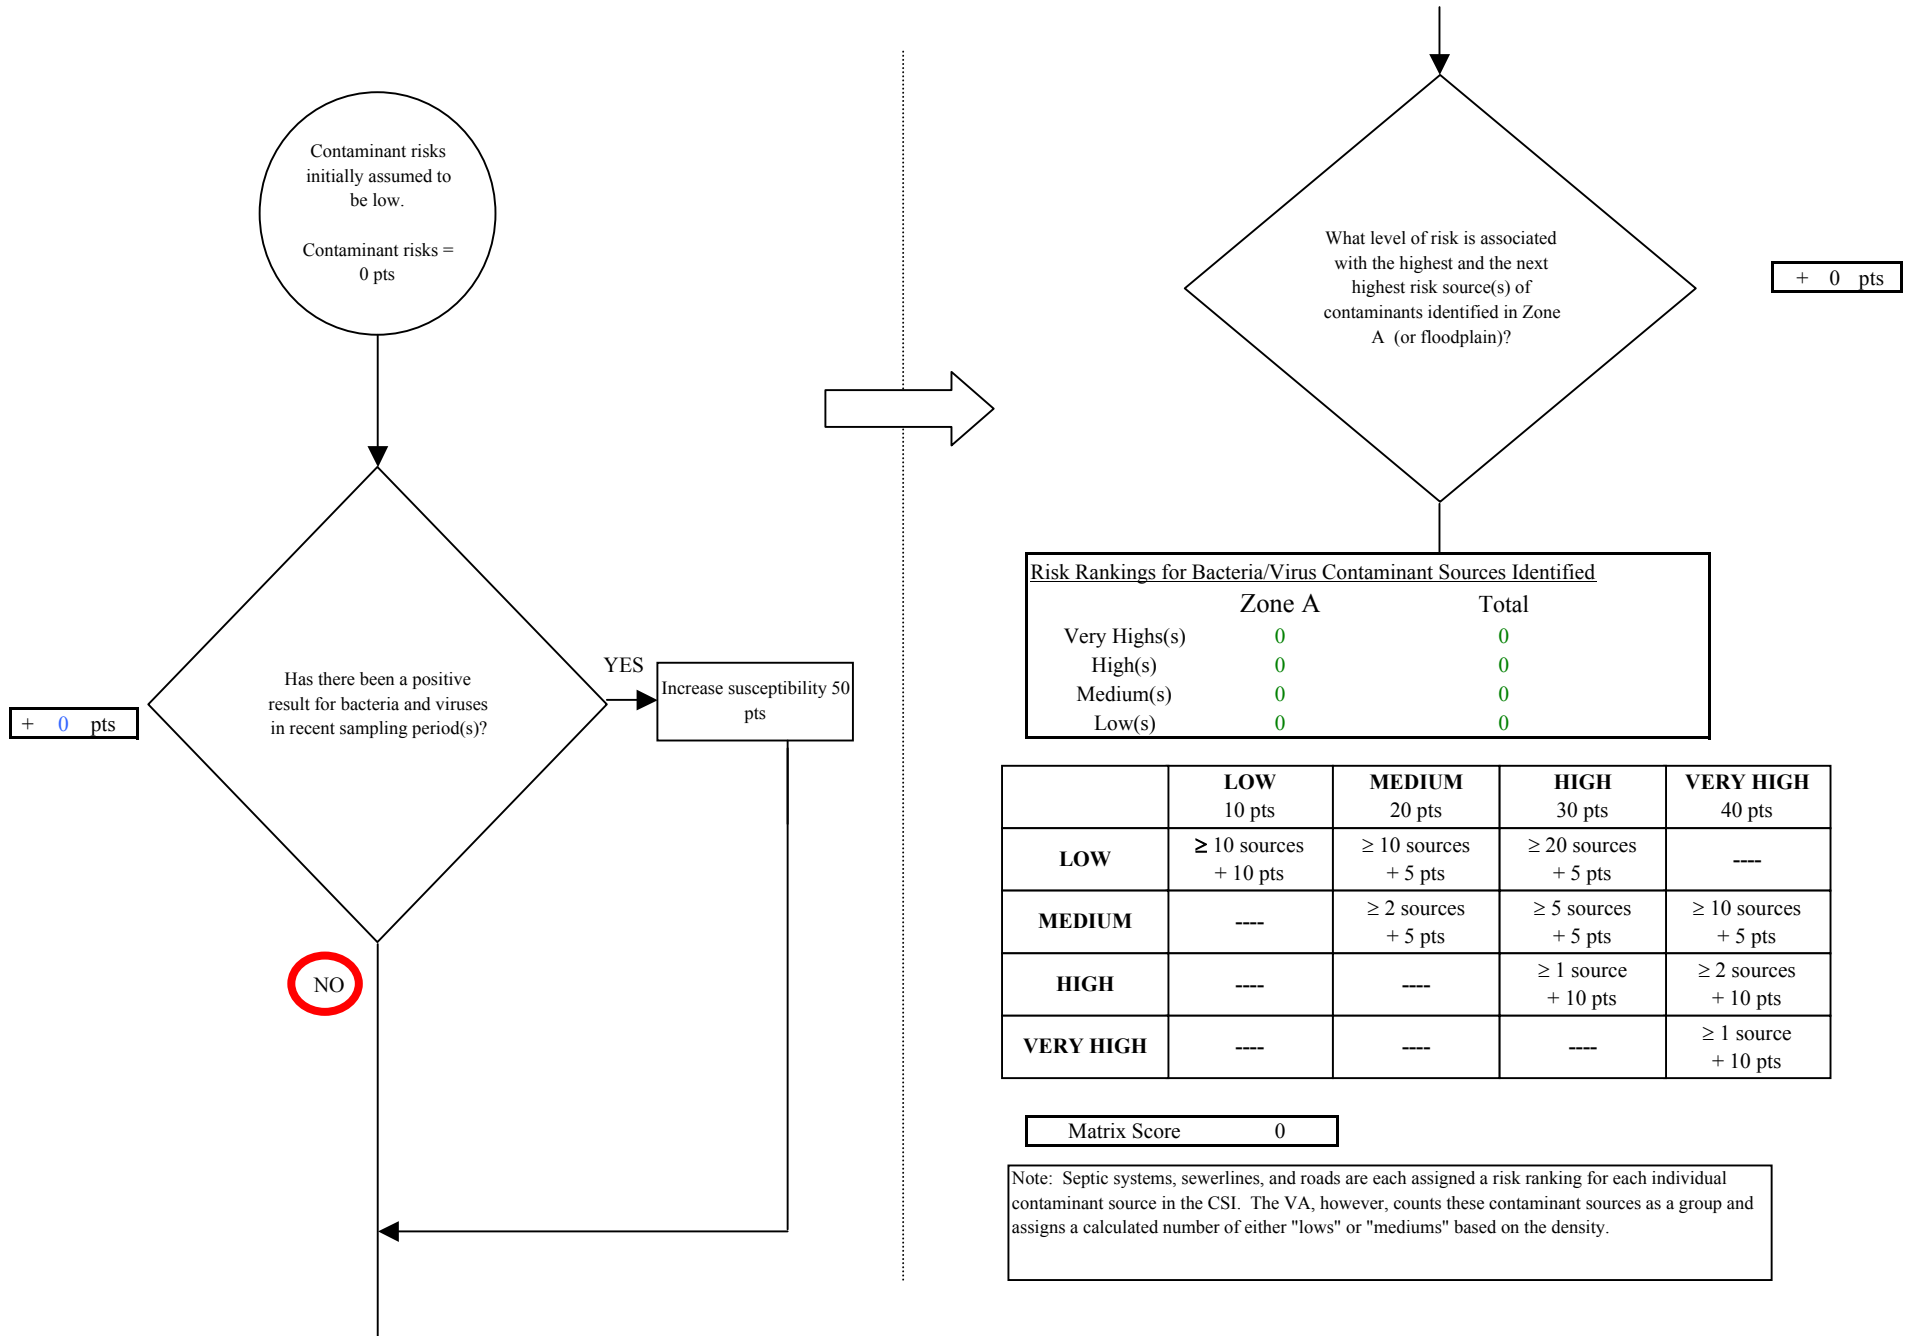 Contaminant risks
initially assumed to
be low.
Contaminant risks =
0 pts
Has there been a positive
result for bacteria and viruses
in recent sampling period(s)?
+ 0 pts
YES
Increase susceptibility 50
pts
NO
What level of risk is associated
with the highest and the next
highest risk source(s) of
contaminants identified in Zone
A (or floodplain)?
+ 0 pts
Risk Rankings for Bacteria/Virus Contaminant Sources Identified
Zone A Total
Very Highs(s) 0 0
High(s) 0 0
Medium(s) 0 0
Low(s) 0 0
LOW MEDIUM HIGH VERY HIGH
10 pts 20 pts 30 pts 40 pts
LOW ≥ 10 sources ≥ 10 sources ≥ 20 sources ----
+ 10 pts + 5 pts + 5 pts
MEDIUM ---- ≥ 2 sources ≥ 5 sources ≥ 10 sources
+ 5 pts + 5 pts + 5 pts
HIGH ---- ---- ≥ 1 source ≥ 2 sources
+ 10 pts + 10 pts
VERY HIGH ---- ---- ---- ≥ 1 source
+ 10 pts
Matrix Score 0
Note: Septic systems, sewerlines, and roads are each assigned a risk ranking for each individual
contaminant source in the CSI. The VA, however, counts these contaminant sources as a group and
assigns a calculated number of either "lows" or "mediums" based on the density.